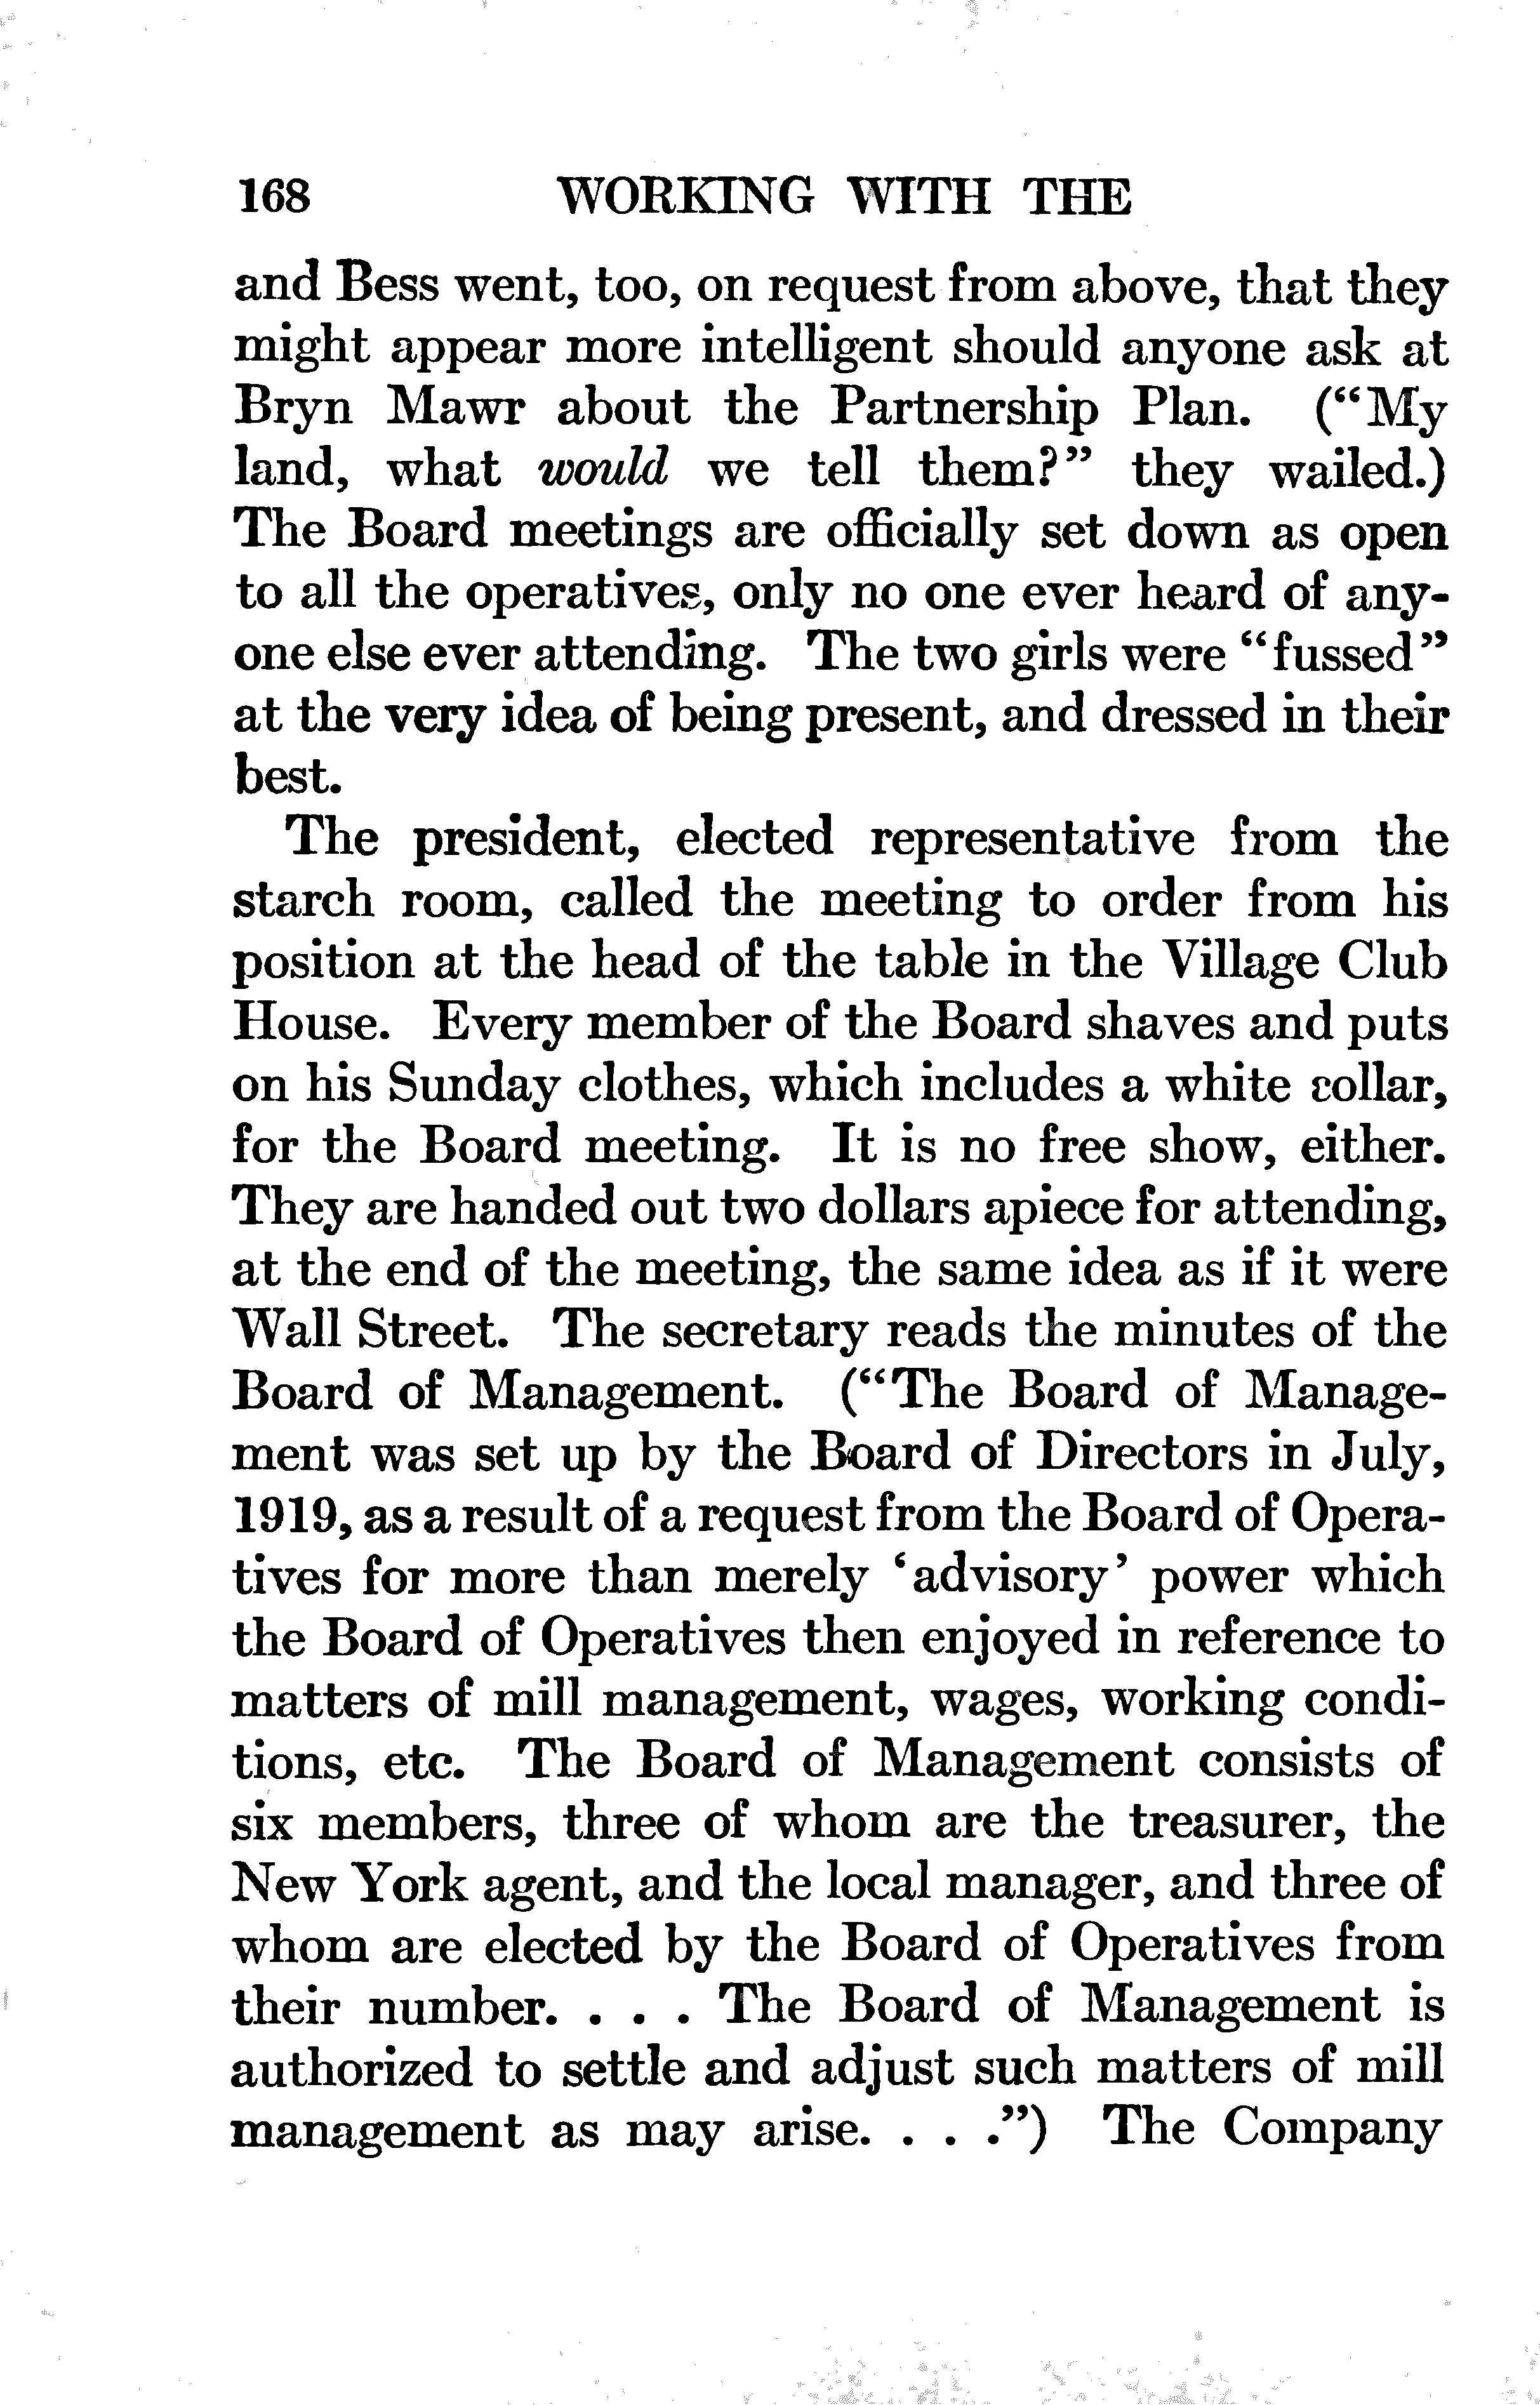 168 WORKING WITH THE
and Bess went, too, on request from above, that they
might appear more intelligent should anyone ask at
Bryn Mawr about the Partnership Plan. (“My
land, what would we tell them?” they wailed.)
The Board meetings are officially set down as open
to all the operatives, only no one ever heard of any-
one else ever attending. The two girls were “fussed”
at the very idea of being present, and dressed in their
best.
The president, elected representative from the
starch room, called the meeting to order from his
position at the head of the table in the Village Club
House. Every member of the Board shaves and puts
on his Sunday clothes, which includes a white collar,
for the Board meeting. It is no free show, either.
They are handed out two dollars apiece for attending,
at the end of the meeting, the same idea as if it were
Wall Street. The secretary reads the minutes of the
Board of Management. (“The Board of Manage-
ment was set up by the Board of Directors in July,
1919, as a result of a request from the Board of Opera-
tives for more than merely ‘advisory’ power which
the Board of Operatives then enjoyed in reference to
matters of mill management, wages, working condi-
tions, etc. The Board of Management consists of
six members, three of whom are the treasurer, the
New York agent, and the local manager, and three of
whom are elected by the Board of Operatives from
their number. . . . The Board of Management is
authorized to settle and adjust such matters of mill
management as may arise. . . .”) The Company